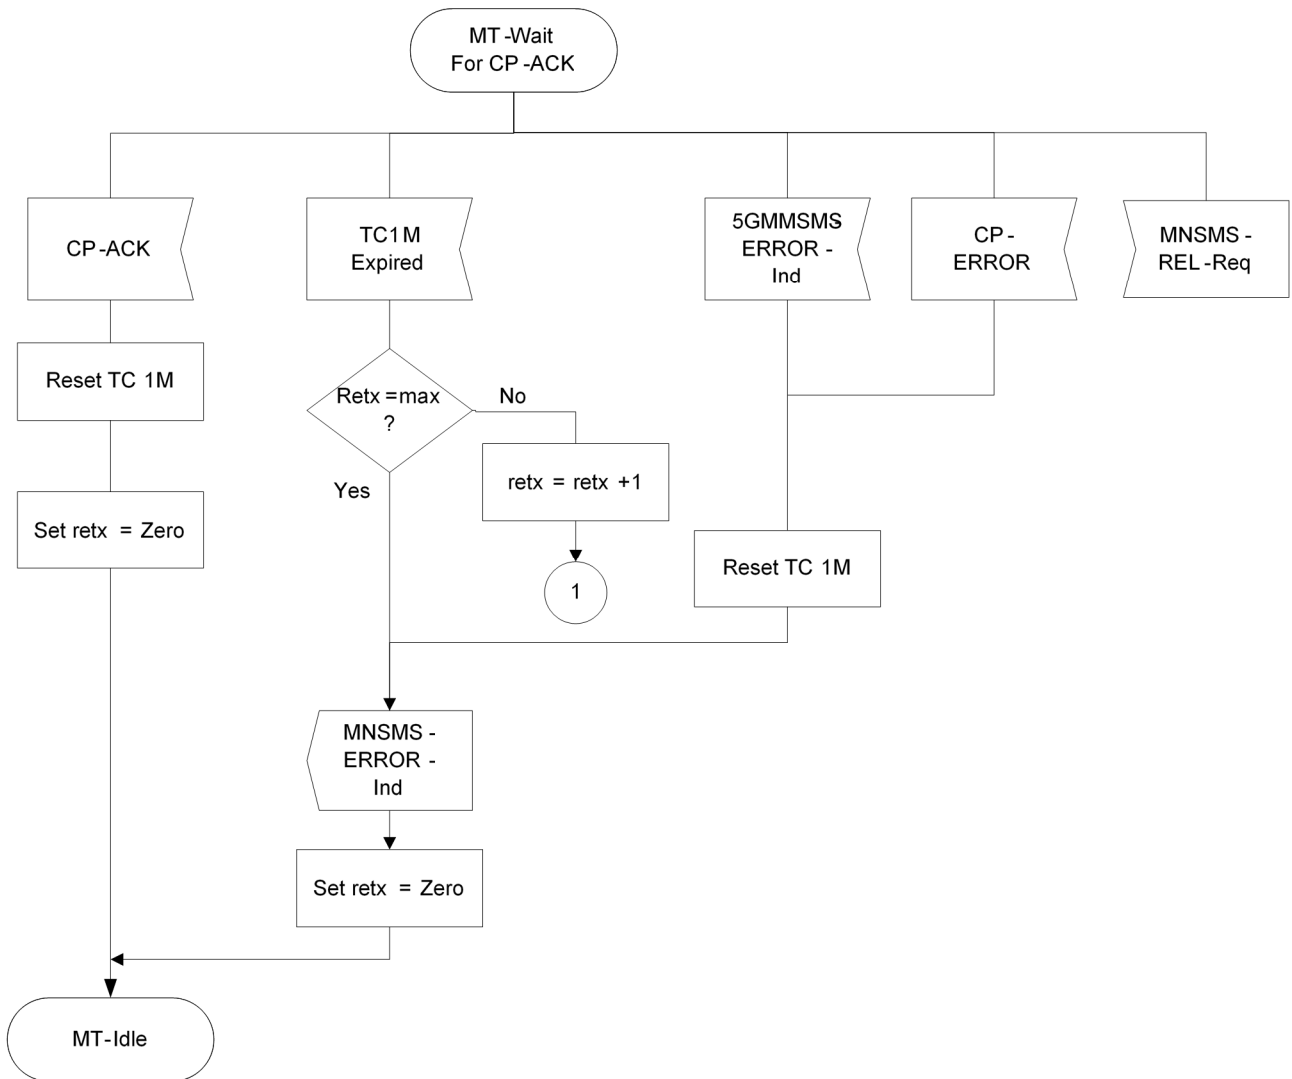 MT-Wait
For CP-ACK
CP-ACK
TC1M
Expired
5GMMSMS-
ERROR -
Ind
CP-
ERROR
MNSMS -
REL-Req
Reset TC 1M
Retx =max
?
No
Yes
retx = retx +1
Set retx = Zero
Reset TC 1M
1
MNSMS -
ERROR -
Ind
Set retx = Zero
MT-Idle